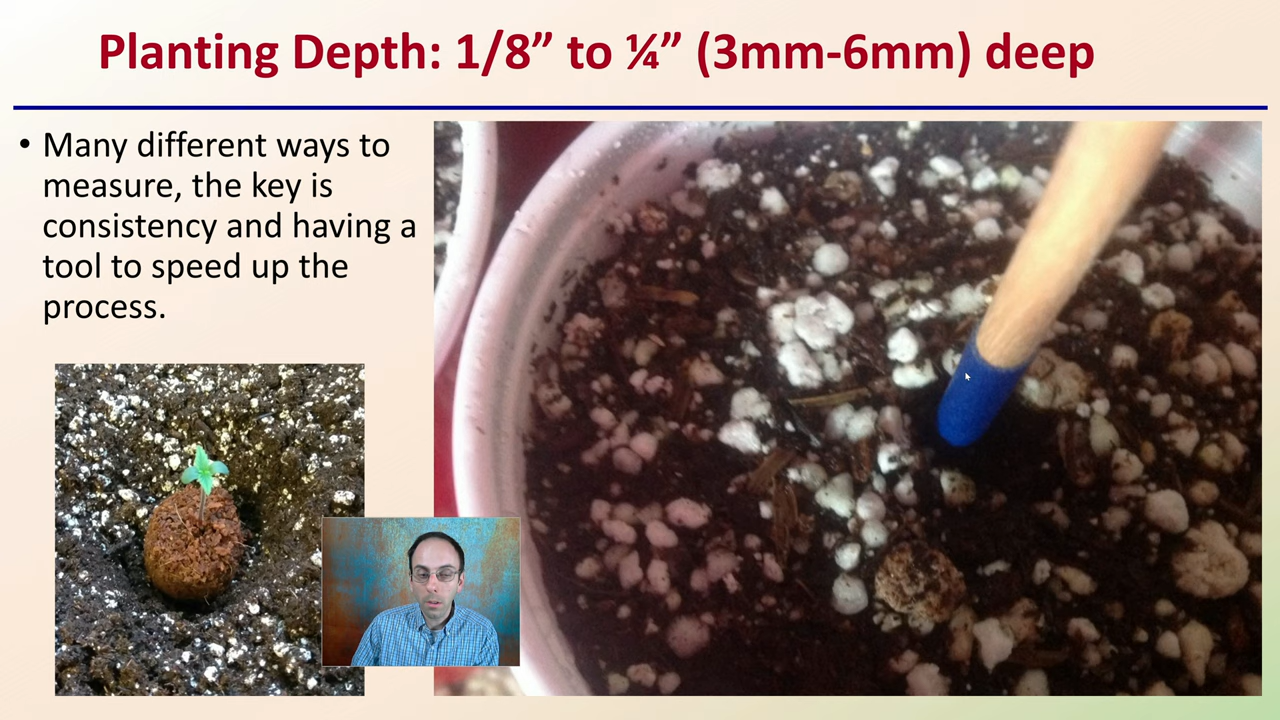 Planting Depth: 1/8” to ¼” (3mm-6mm) deep
• Many different ways to
measure, the key is
consistency and having a
tool to speed up the
process.